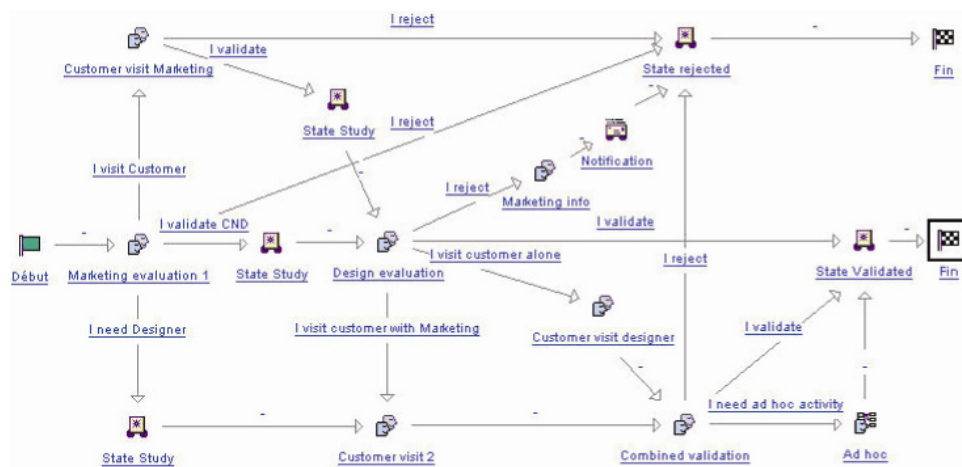 I reject
-
I validate
Customer visit Marketing
State rejected
Fin
I reject
State Study
-
-
Notification
I visit Customer
-
I reject
Marketing info
I validate CND
I validate
-
-
-
I visit customer alone
I reject
Début
Marketing evaluation 1
State Study
Design evaluation
State Validated
Fin
I need Designer
I visit customer with Marketing
I validate
Customer visit designer
-
-
-
-
I need ad hoc activity
State Study
Customer visit 2
Combined validation
Ad hoc